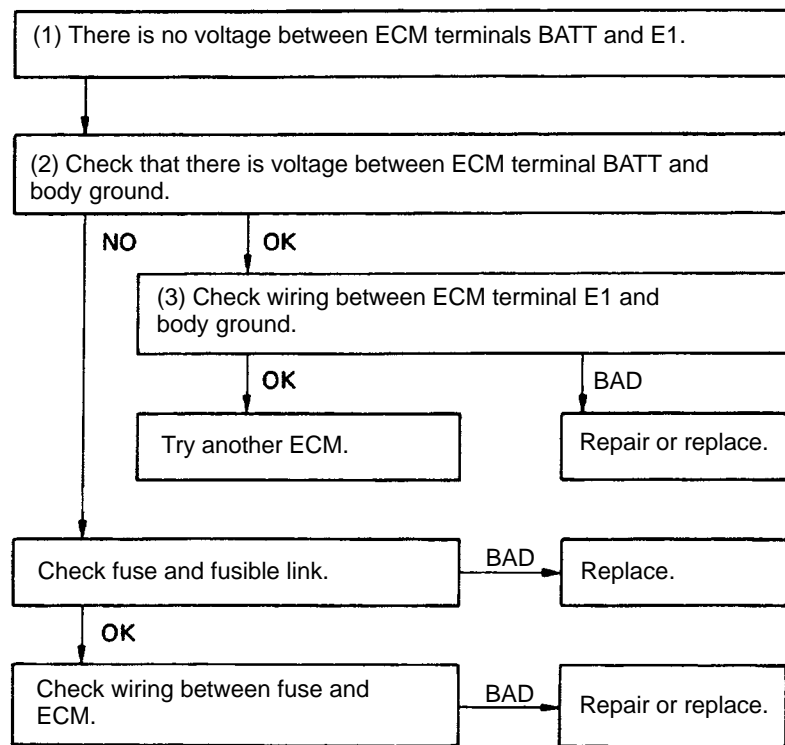 (1) There is no voltage between ECM terminals BATT and E1.
(2) Check that there is voltage between ECM terminal BATT and
body ground.
NO
OK
(3) Check wiring between ECM terminal E1 and
body ground.
OK
BAD
Try another ECM.
Repair or replace.
Check fuse and fusible link.
BAD
Replace.
OK
Check wiring between fuse and
ECM.
BAD
Repair or replace.